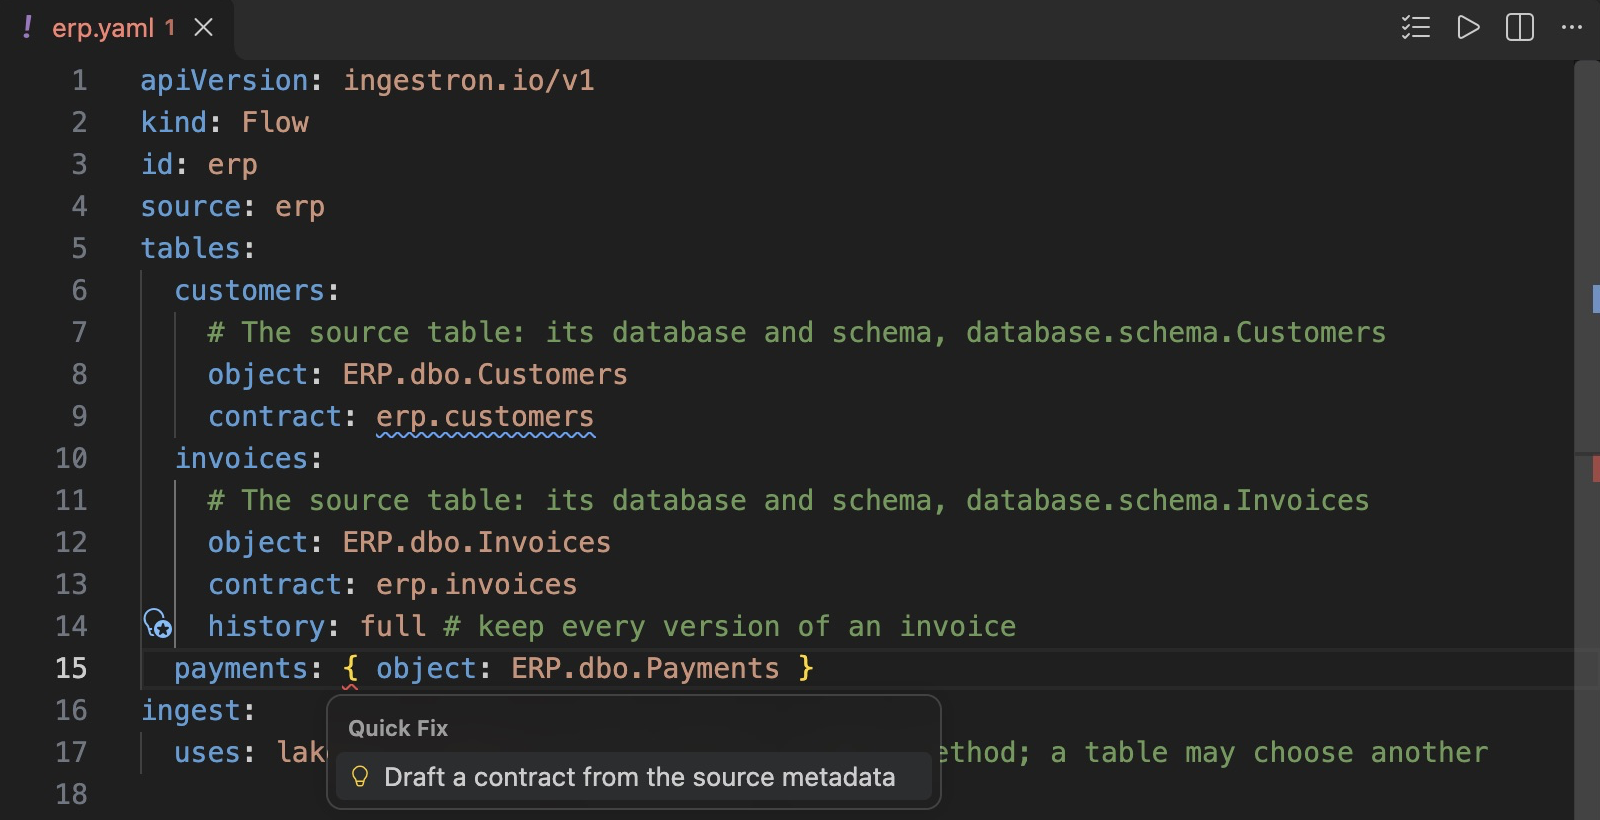 ! erp.yaml 1
1 apiVersion: ingestron.io/v1
2 kind: Flow
3 id: erp
4 source: erp
5 tables:
6 customers:
7 # The source table: its database and schema, database.schema.Customers
8 object: ERP.dbo.Customers
9 contract: erp.customers
10 invoices:
11 # The source table: its database and schema, database.schema.Invoices
12 object: ERP.dbo.Invoices
13 contract: erp.invoices
14 history: full # keep every version of an invoice
15 payments: { object: ERP.dbo.Payments }
16 ingest:
Quick Fix
17 uses: ; a table may choose another
Draft a contract from the source metadata
18